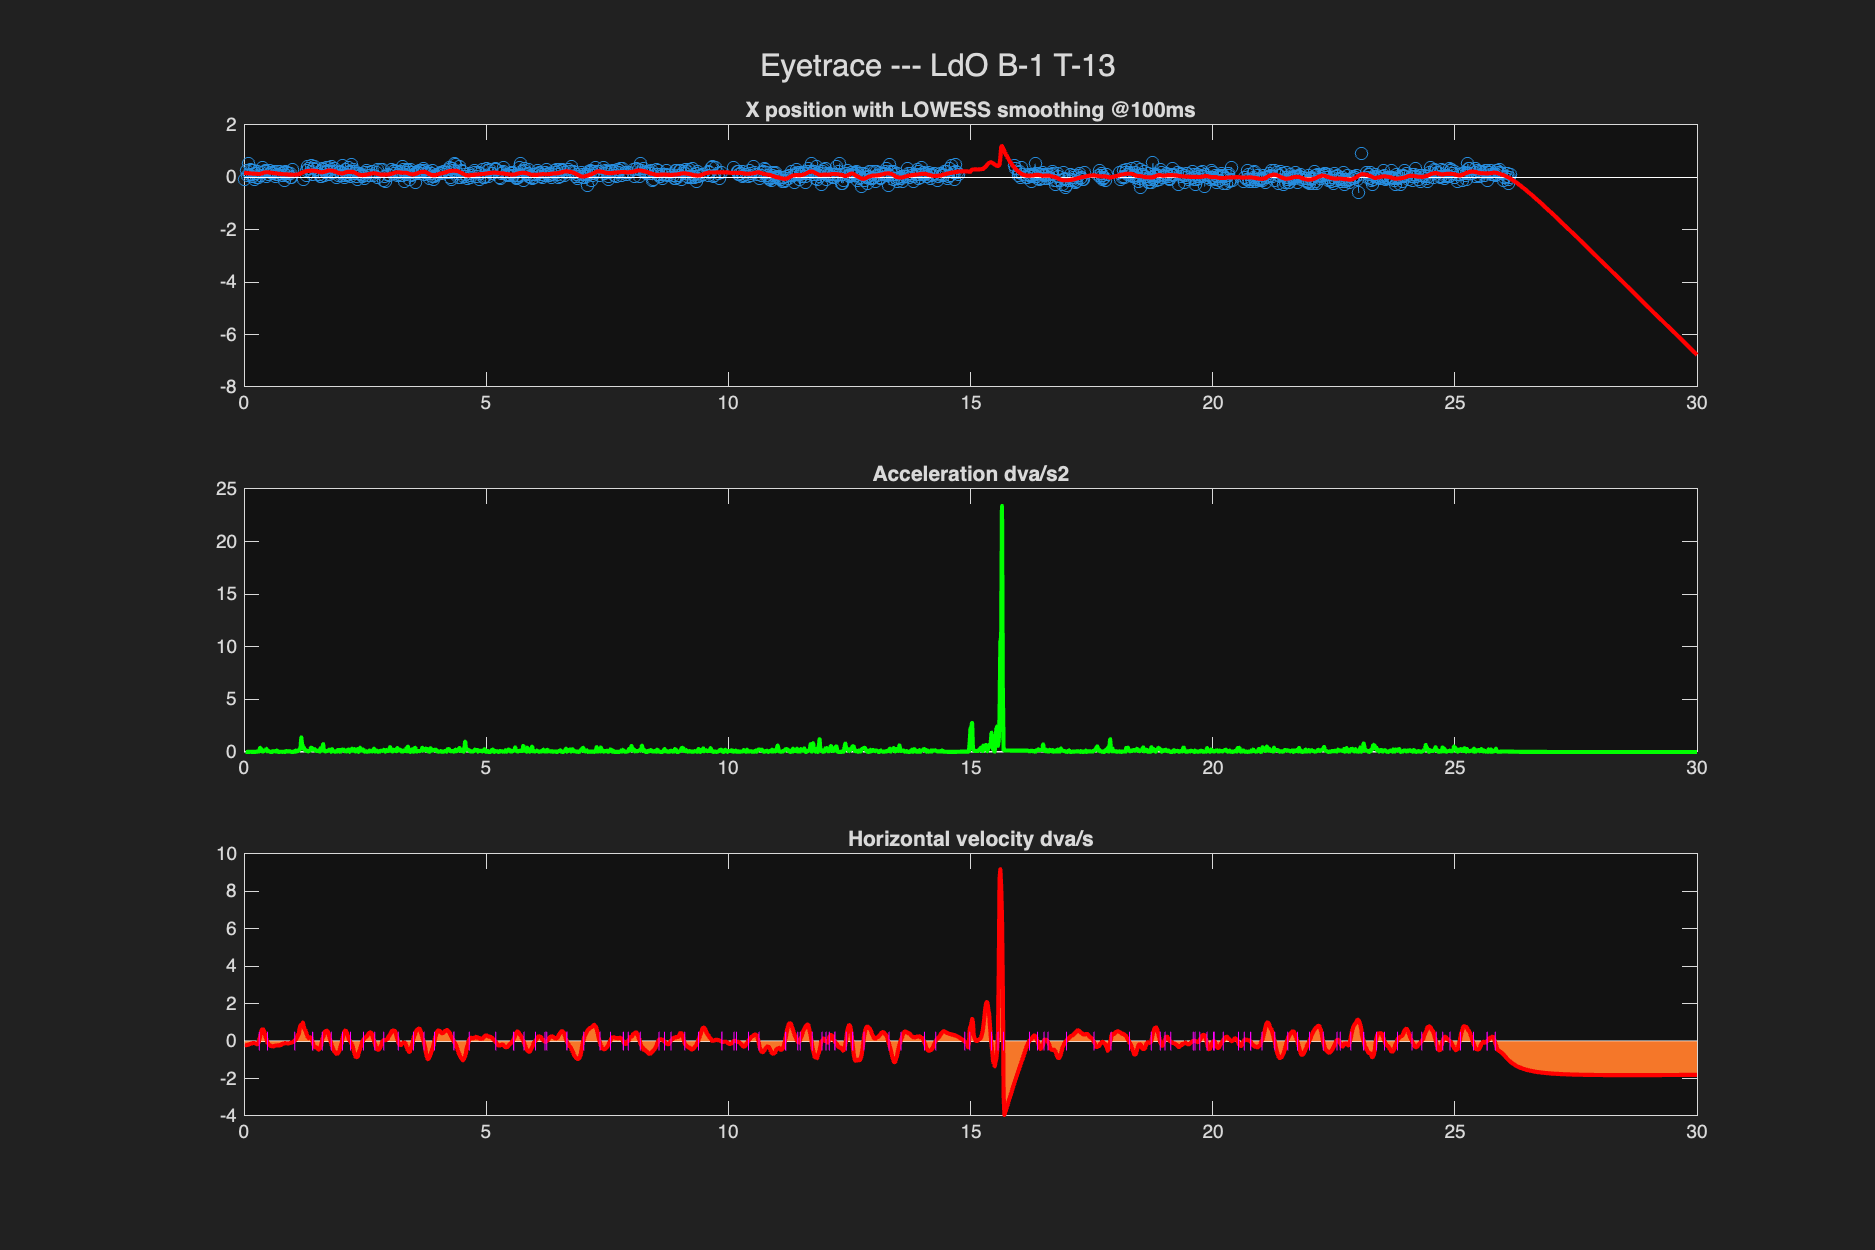 Eyetrace --- LdO B-1 T-13
X position with LOWESS smoothing @100ms
2
0
-2
-4
-6
-8
0 5 10 15 20 25 30
Acceleration dva/s2
25
20
15
10
5
0
0 5 10 15 20 25 30
Horizontal velocity dva/s
10
8
6
4
2
0
-2
-4
0 5 10 15 20 25 30